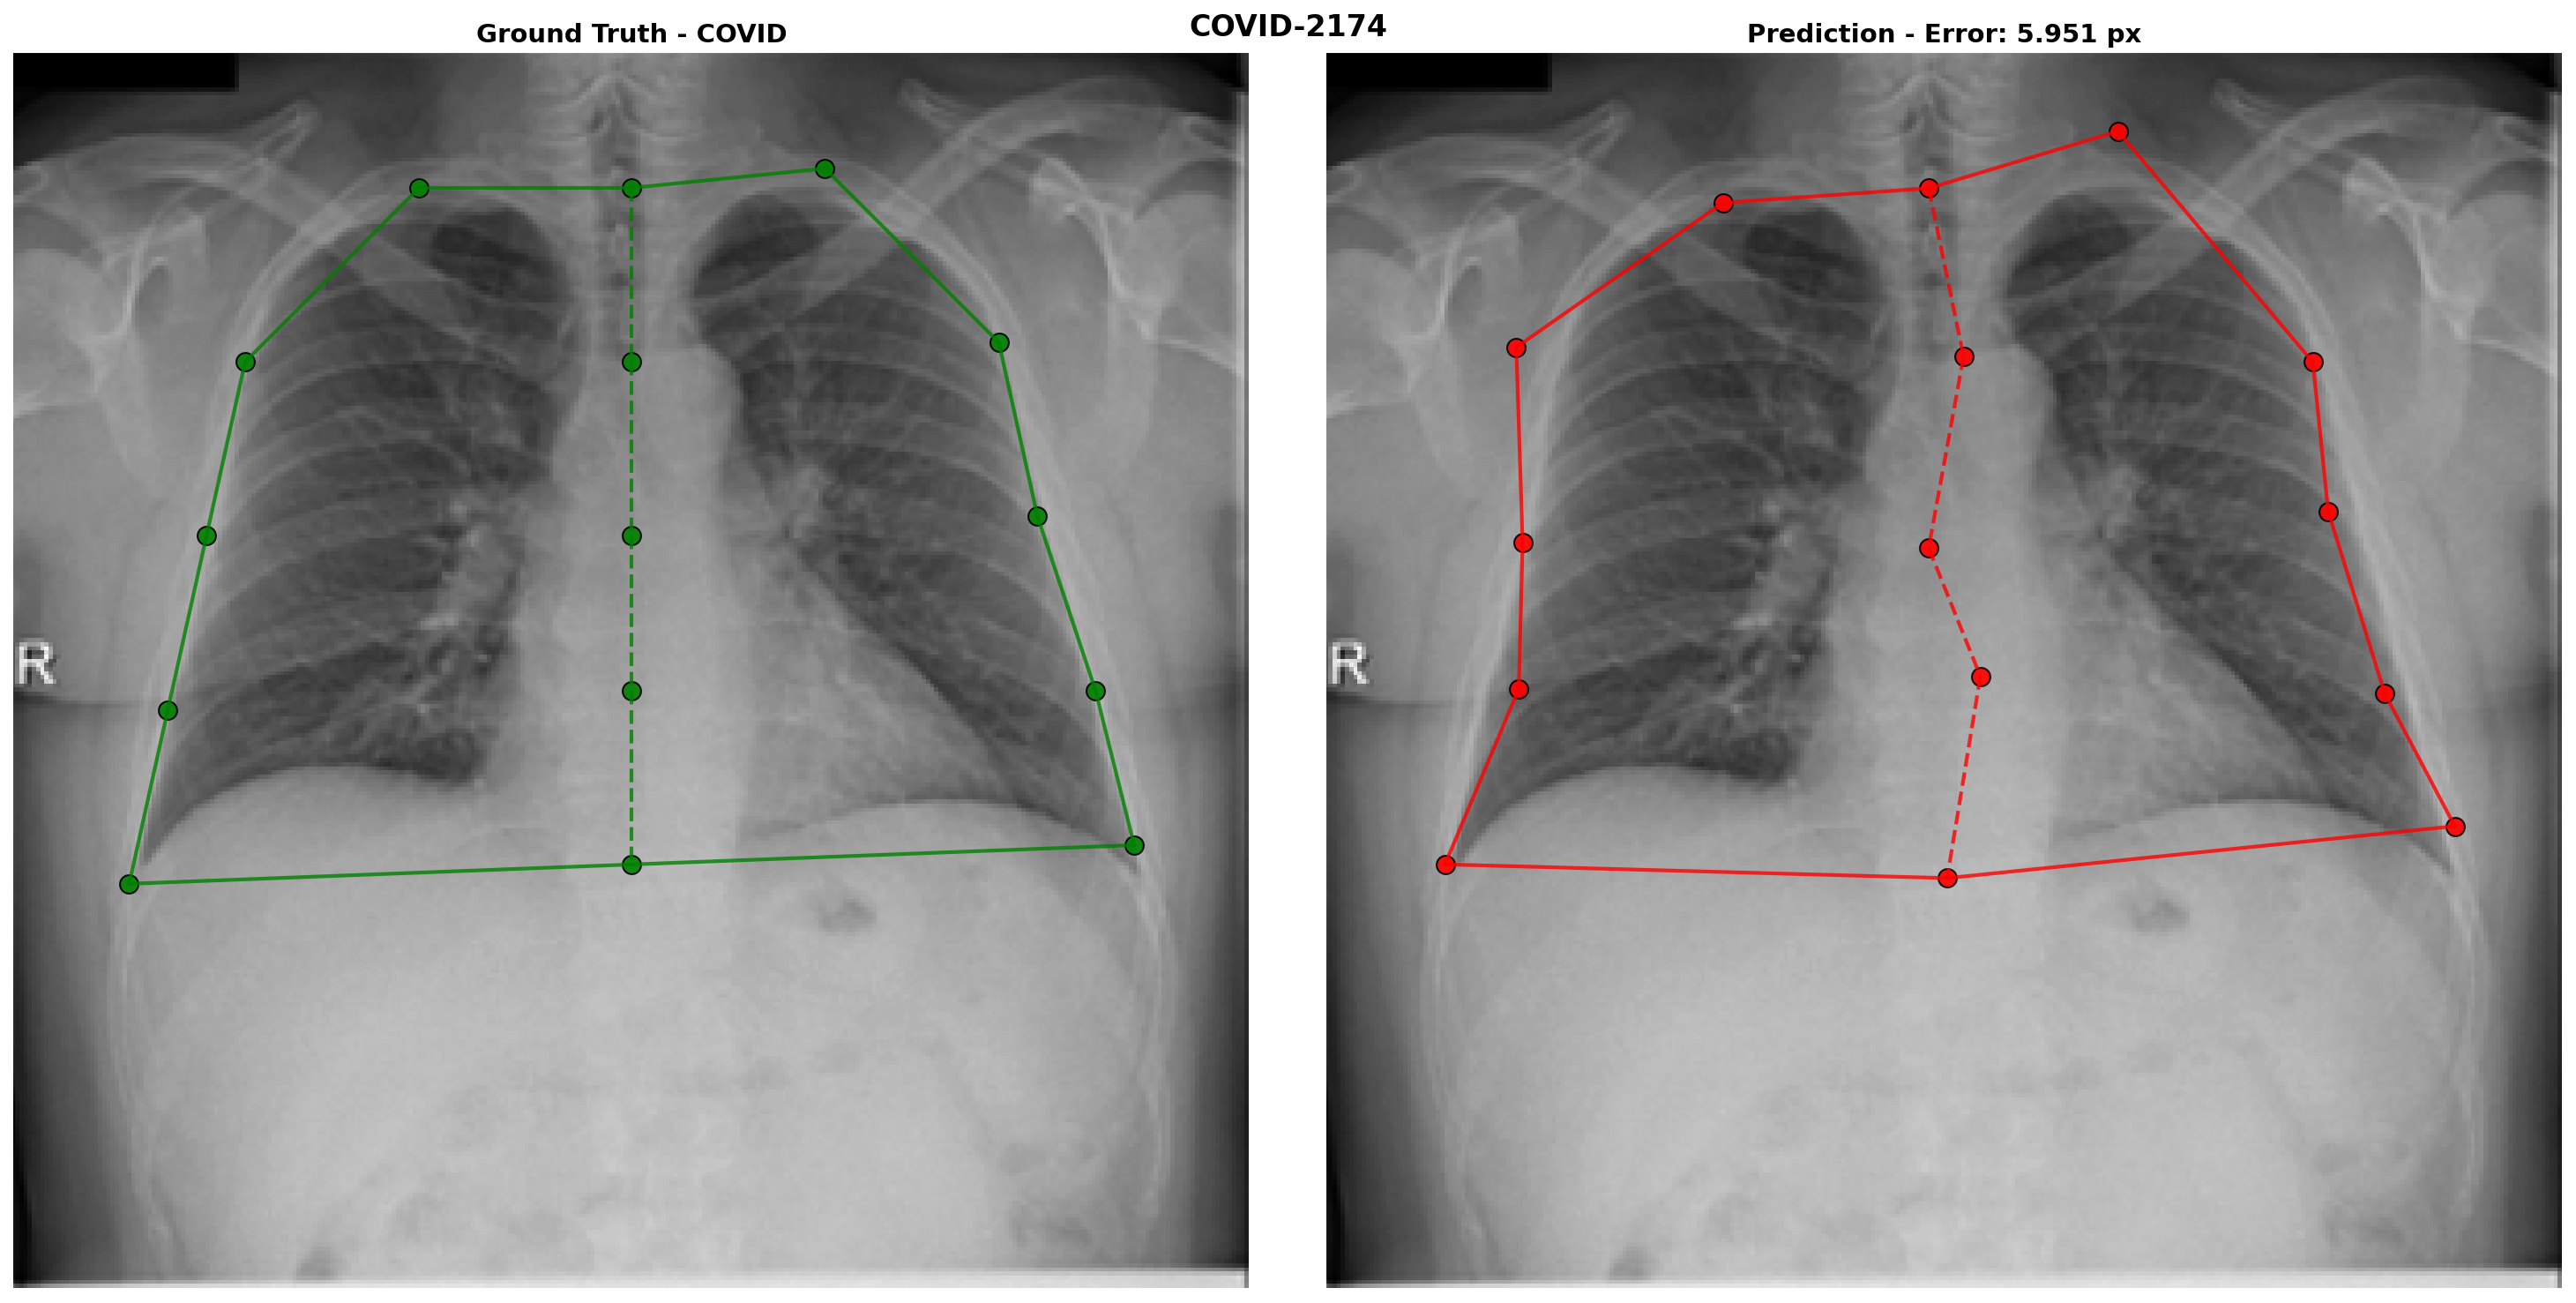 COVID-2174
Ground Truth - COVID
Prediction - Error: 5.951 px
R
R